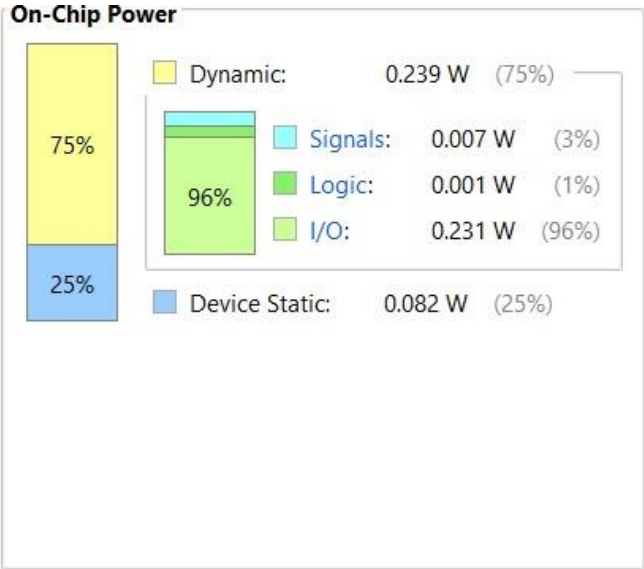 On-Chip Power
Dynamic: 0.239 W (75%)
75%
Signals: 0.007 W (3%)
Logic: 0.001 W (1%)
96%
I/O: 0.231 W (96%)
25%
Device Static: 0.082 W (25%)